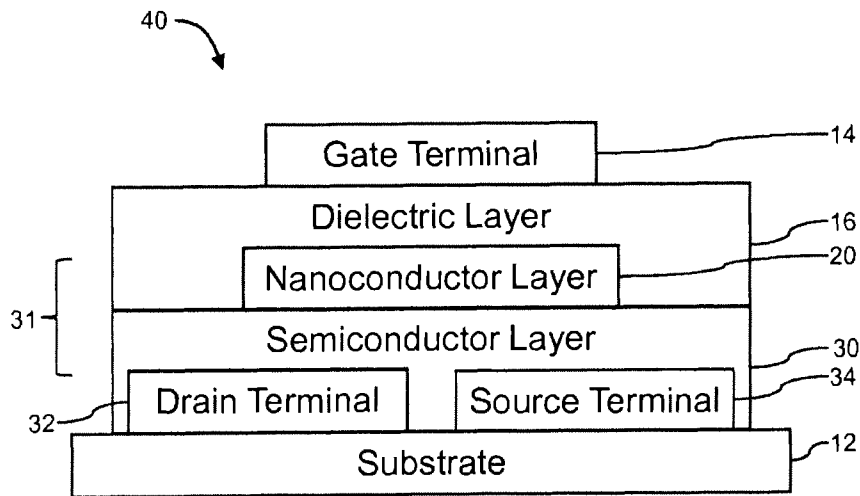 40
Gate Terminal
14
Dielectric Layer
16
Nanoconductor Layer
20
31
Semiconductor Layer
30
34
Drain Terminal
Source Terminal
32
Substrate
12